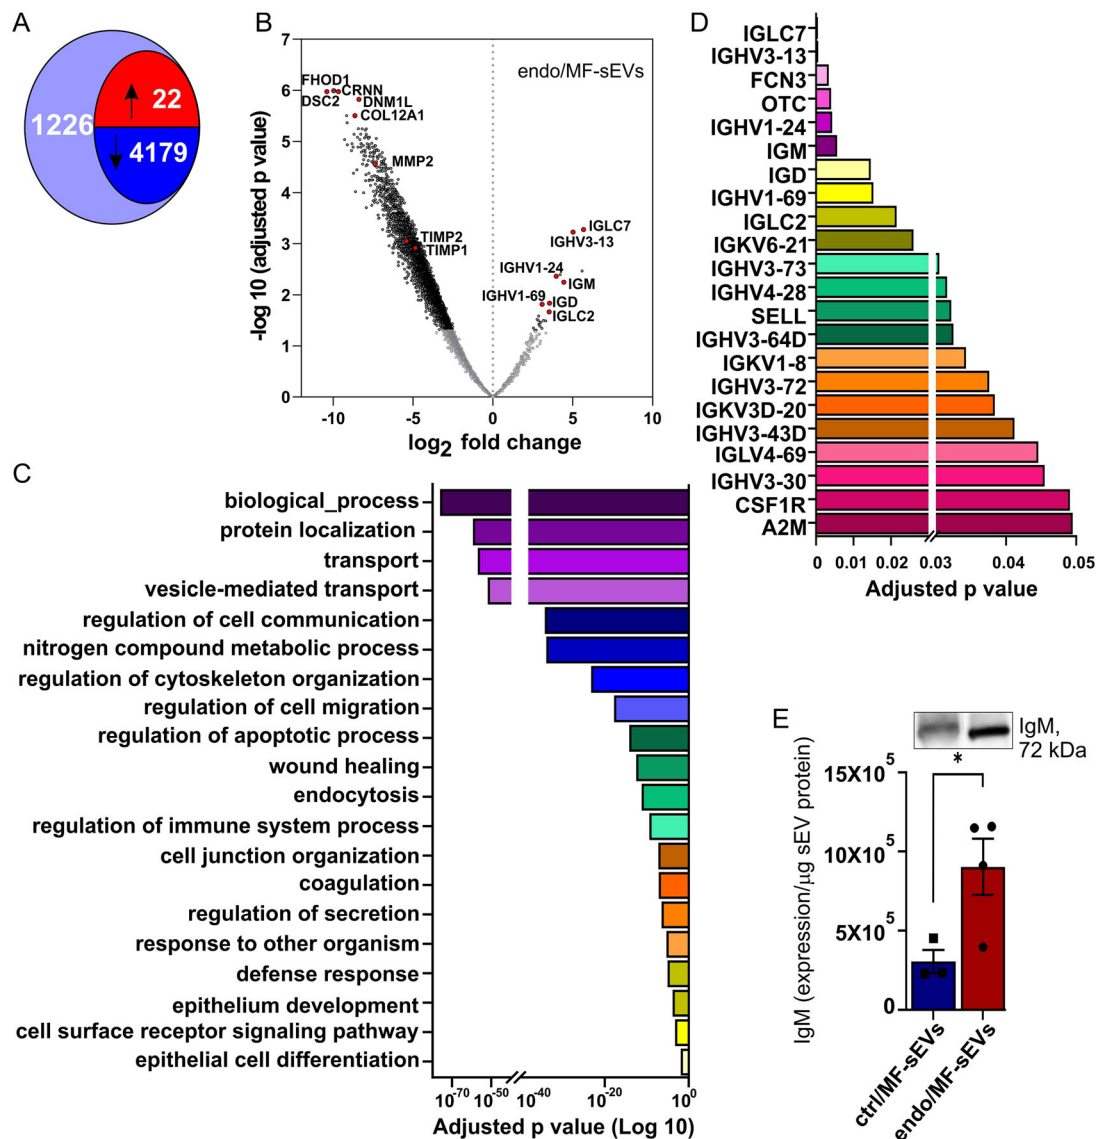 A
1226
22
4179
B
7
6
5
4
3
2
1
0
-log 10 (adjusted p value)
endo/MF-sEVs
FHOD1
CRNN
DSC2
DNM1L
COL12A1
MMP2
TIMP2
TIMP1
IGLC7
IGHV3-13
IGHV1-24
IGM
IGHV1-69
IGD
IGLC2
-10
-5
0
5
10
log2 fold change
C
biological_process
protein localization
transport
vesicle-mediated transport
regulation of cell communication
nitrogen compound metabolic process
regulation of cytoskeleton organization
regulation of cell migration
regulation of apoptotic process
wound healing
endocytosis
regulation of immune system process
cell junction organization
coagulation
regulation of secretion
response to other organism
defense response
epithelium development
cell surface receptor signaling pathway
epithelial cell differentiation
10-70 10-50 10-40 10-20 100
Adjusted p value (Log 10)
D
IGLC7
IGHV3-13
FCN3
OTC
IGHV1-24
IGM
IGD
IGHV1-69
IGLC2
IGKV6-21
IGHV3-73
IGHV4-28
SELL
IGHV3-64D
IGKV1-8
IGHV3-72
IGKV3D-20
IGHV3-43D
IGLV4-69
IGHV3-30
CSF1R
A2M
0 0.01 0.02 0.03 0.04 0.05
Adjusted p value
E
IgM,
72 kDa
*
15X105
10X105
5X105
0
IgM (expression/µg sEV protein)
ctrl/MF-sEVs
endo/MF-sEVs